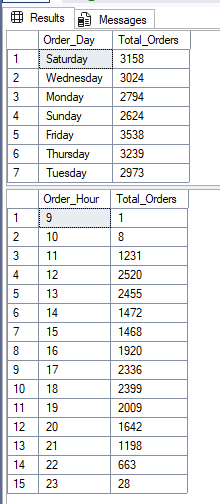 Results Messages
Order_Day Total_Orders
1 Saturday 3158
2 Wednesday 3024
3 Monday 2794
4 Sunday 2624
5 Friday 3538
6 Thursday 3239
7 Tuesday 2973
Order_Hour Total_Orders
1 9 1
2 10 8
3 11 1231
4 12 2520
5 13 2455
6 14 1472
7 15 1468
8 16 1920
9 17 2336
10 18 2399
11 19 2009
12 20 1642
13 21 1198
14 22 663
15 23 28